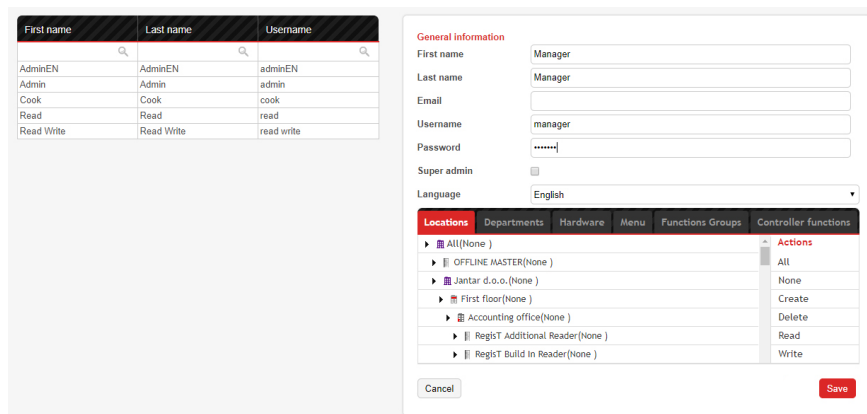 First name Last name Username
AdminEN AdminEN adminEN
Admin Admin admin
Cook Cook cook
Read Read read
Read Write Read Write read write
General information
First name Manager
Last name Manager
Email
Username manager
Password •••••••
Super admin
Language English
Locations Departments Hardware Menu Functions Groups Controller functions
All(None ) Actions
OFFLINE MASTER(None ) All
Jantar d.o.o.(None ) None
First floor(None ) Create
Accounting office(None ) Delete
RegisT Additional Reader(None ) Read
RegisT Build In Reader(None ) Write
Cancel Save